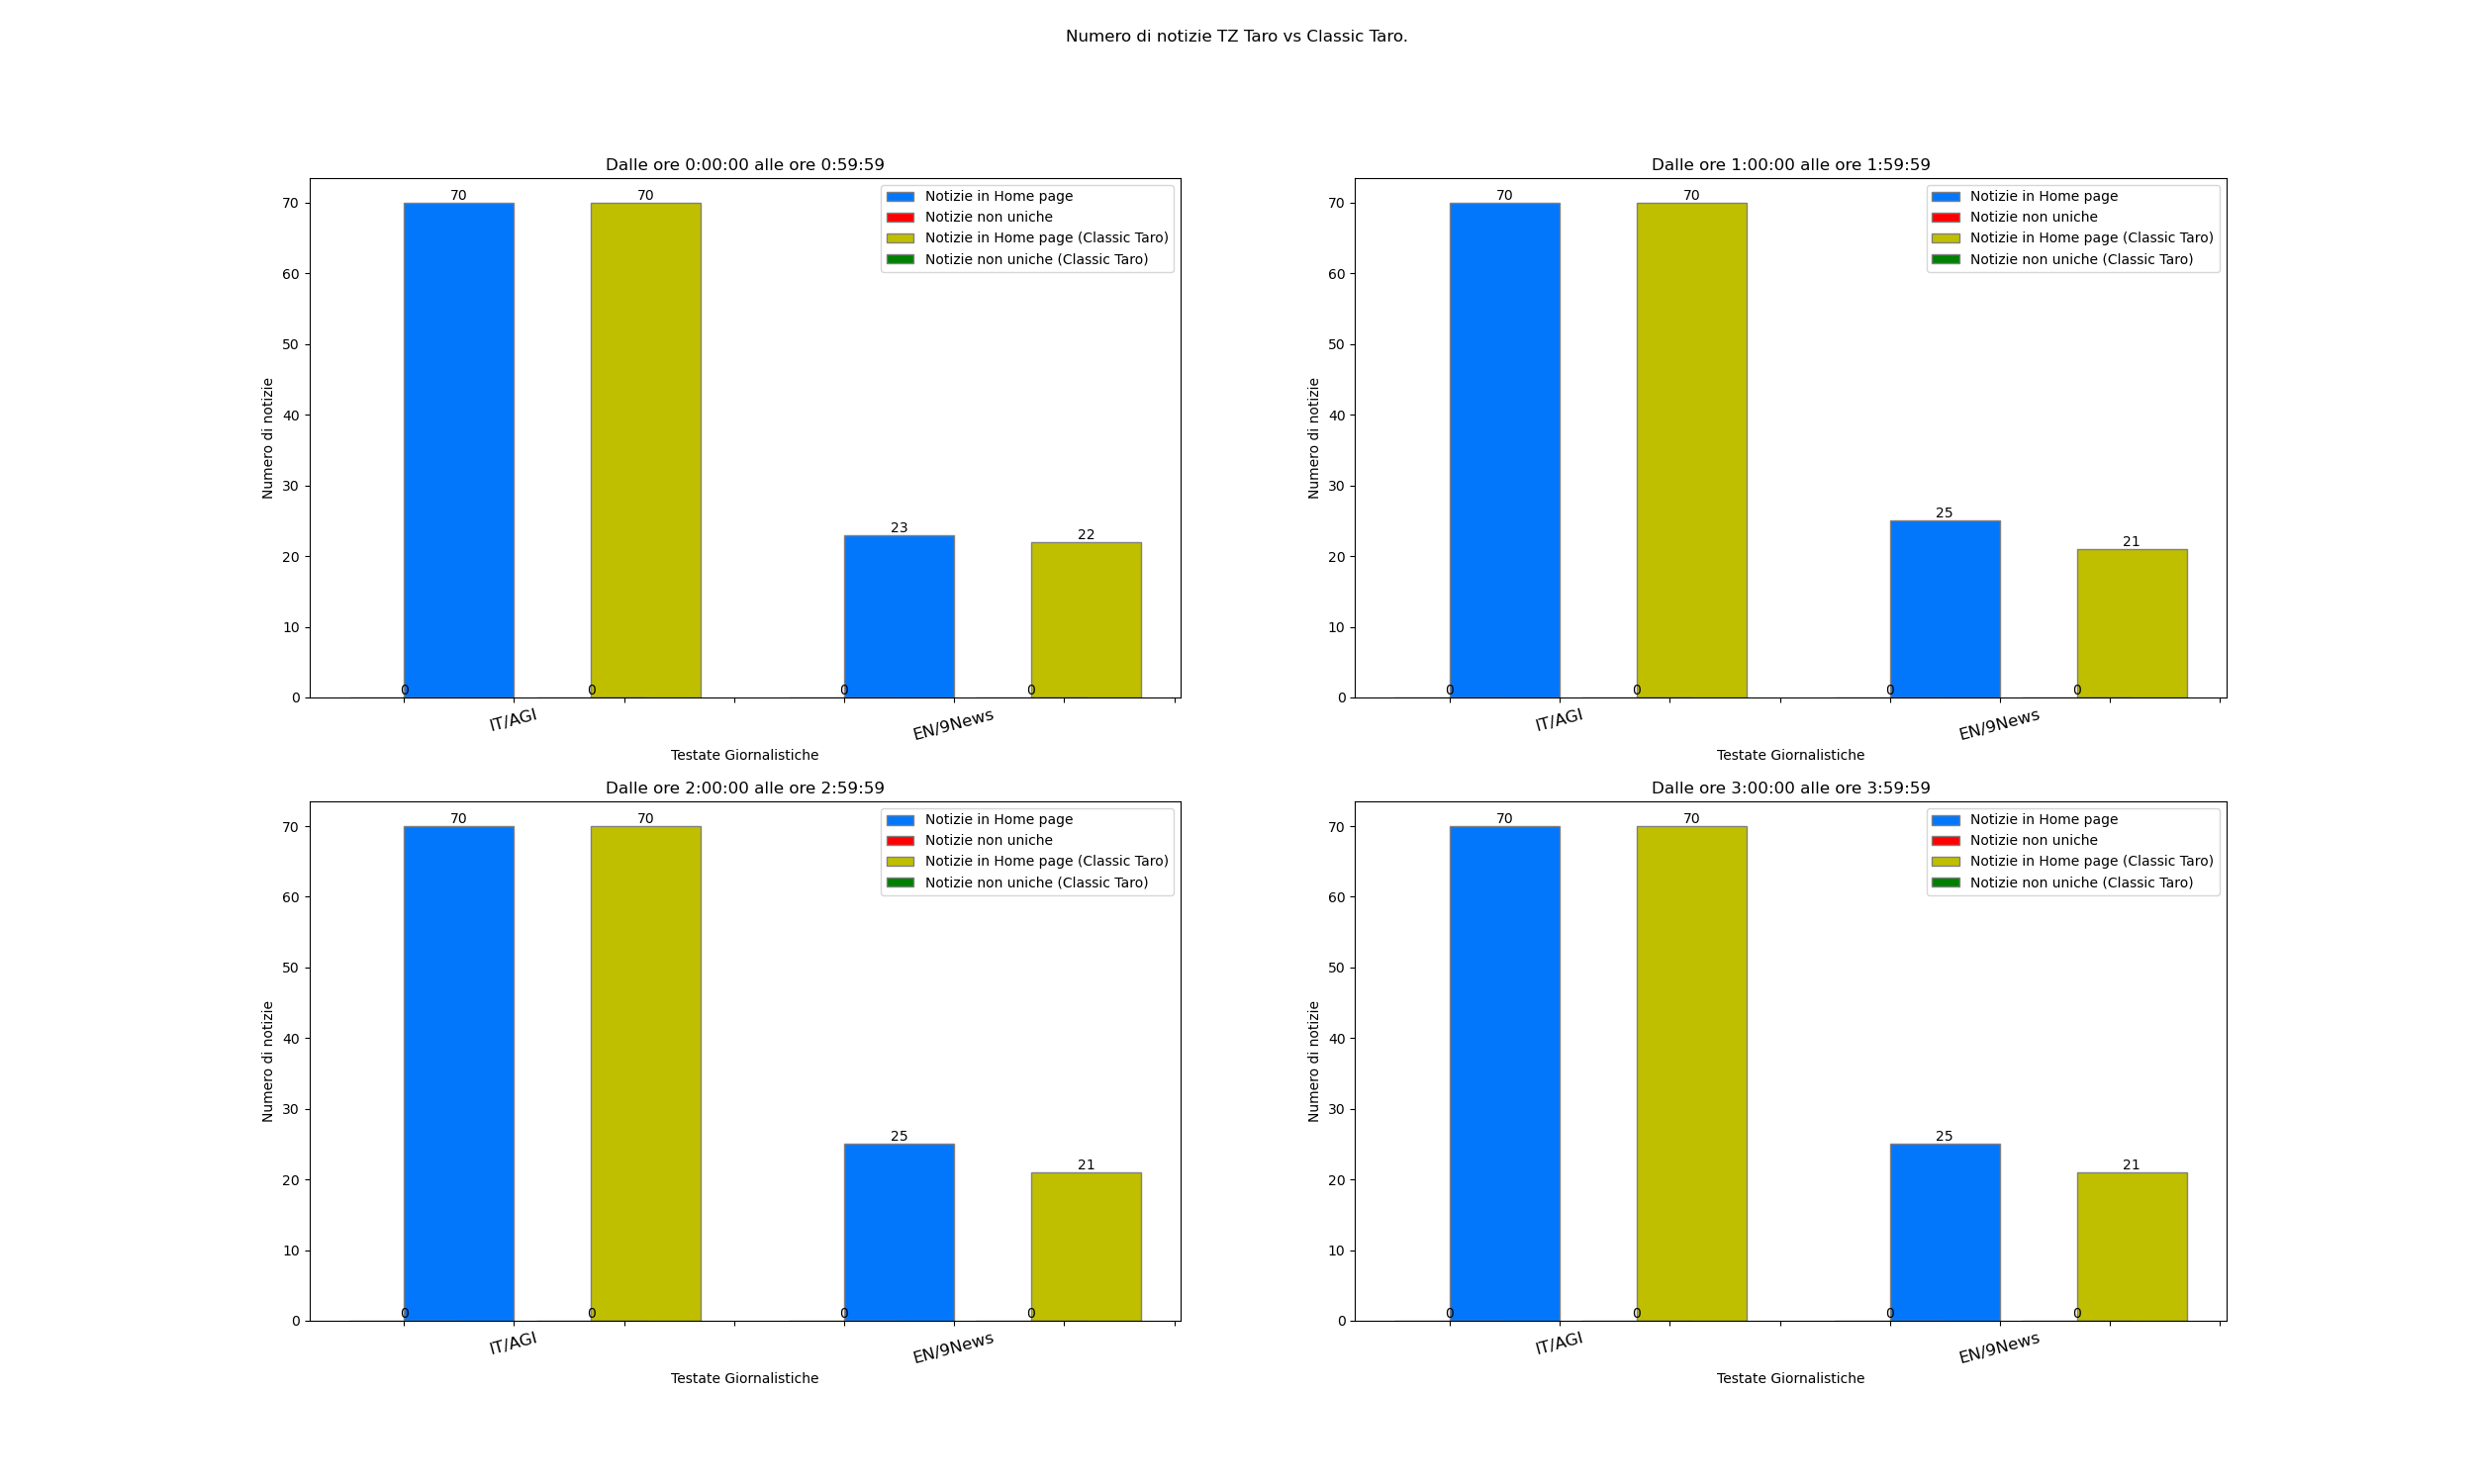 Numero di notizie TZ Taro vs Classic Taro.
Dalle ore 0:00:00 alle ore 0:59:59
Numero di notizie
70
60
50
40
30
20
10
0
70
70
23
22
0
0
0
0
Notizie in Home page
Notizie non uniche
Notizie in Home page (Classic Taro)
Notizie non uniche (Classic Taro)
IT/AGI
EN/9News
Testate Giornalistiche
Dalle ore 1:00:00 alle ore 1:59:59
Numero di notizie
70
60
50
40
30
20
10
0
70
70
25
21
0
0
0
0
Notizie in Home page
Notizie non uniche
Notizie in Home page (Classic Taro)
Notizie non uniche (Classic Taro)
IT/AGI
EN/9News
Testate Giornalistiche
Dalle ore 2:00:00 alle ore 2:59:59
Numero di notizie
70
60
50
40
30
20
10
0
70
70
25
21
0
0
0
0
Notizie in Home page
Notizie non uniche
Notizie in Home page (Classic Taro)
Notizie non uniche (Classic Taro)
IT/AGI
EN/9News
Testate Giornalistiche
Dalle ore 3:00:00 alle ore 3:59:59
Numero di notizie
70
60
50
40
30
20
10
0
70
70
25
21
0
0
0
0
Notizie in Home page
Notizie non uniche
Notizie in Home page (Classic Taro)
Notizie non uniche (Classic Taro)
IT/AGI
EN/9News
Testate Giornalistiche